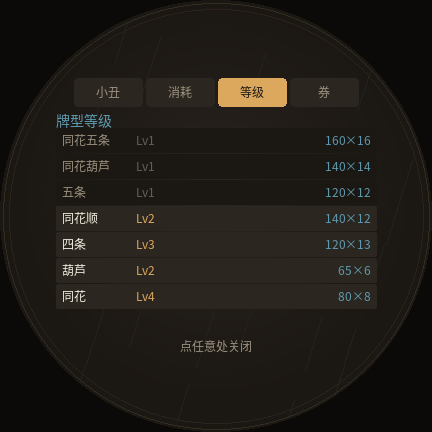 小丑 消耗 等级 券
牌型等级
同花五条 Lv1 160×16
同花葫芦 Lv1 140×14
五条 Lv1 120×12
同花顺 Lv2 140×12
四条 Lv3 120×13
葫芦 Lv2 65×6
同花 Lv4 80×8
点任意处关闭